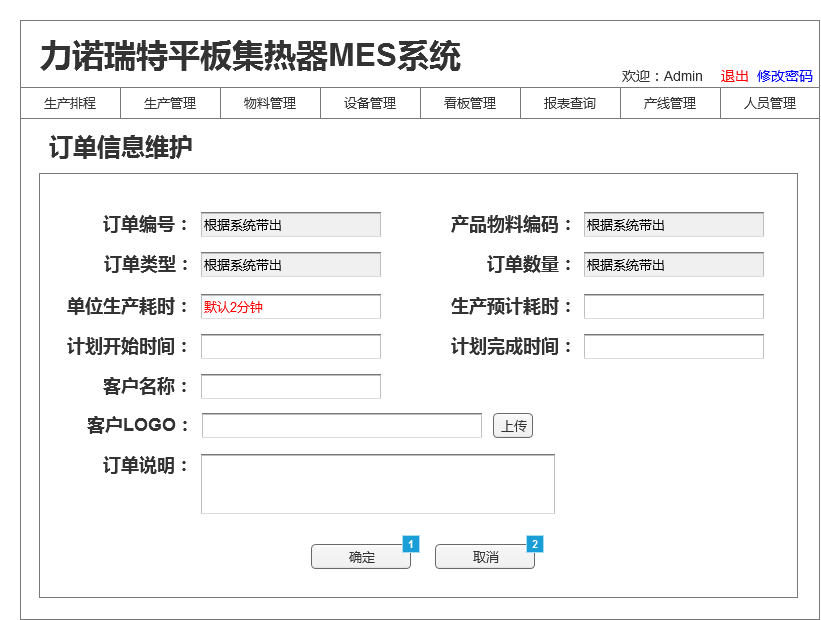 力诺瑞特平板集热器MES系统
欢迎：Admin 退出 修改密码
生产排程 生产管理 物料管理 设备管理 看板管理 报表查询 产线管理 人员管理
订单信息维护
订单编号： 根据系统带出 产品物料编码： 根据系统带出
订单类型： 根据系统带出 订单数量： 根据系统带出
单位生产耗时： 默认2分钟 生产预计耗时：
计划开始时间： 计划完成时间：
客户名称：
客户LOGO： 上传
订单说明：
确定 1 取消 2